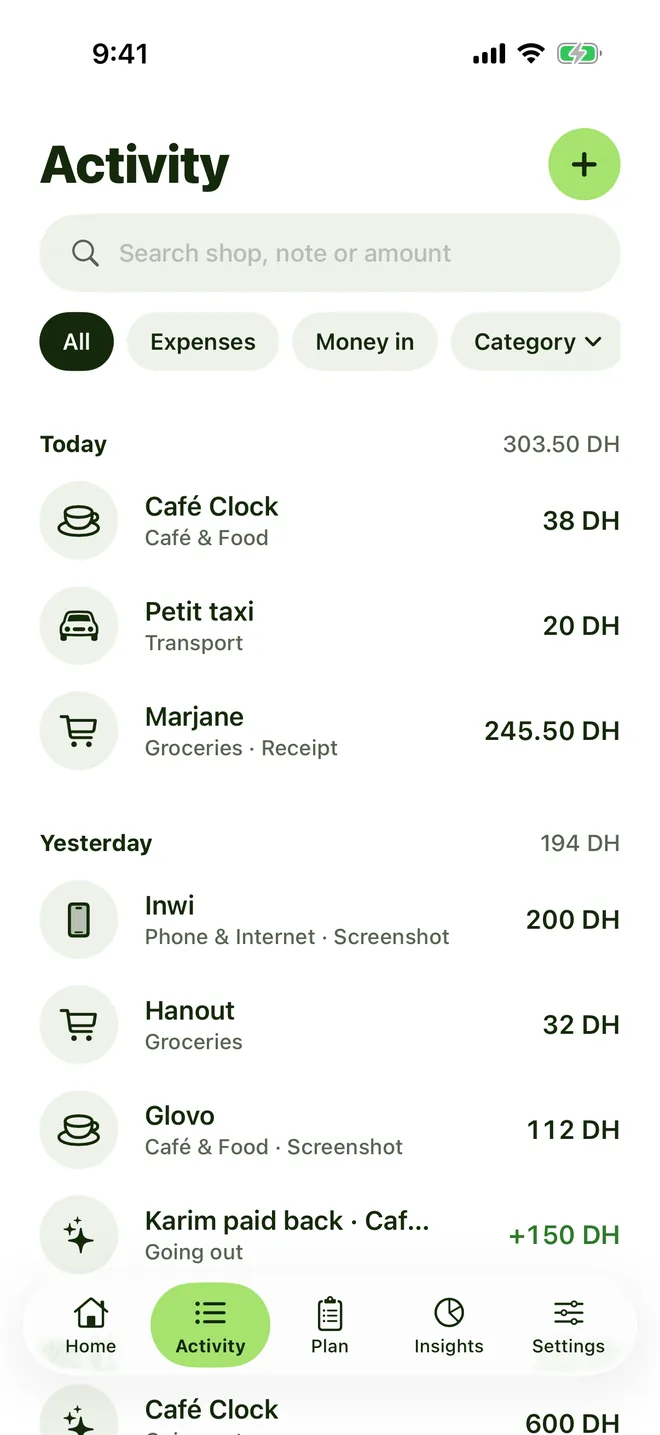 9:41
Activity
Search shop, note or amount
All
Expenses
Money in
Category
Today
303.50 DH
Café Clock
38 DH
Café & Food
Petit taxi
20 DH
Transport
Marjane
245.50 DH
Groceries · Receipt
Yesterday
194 DH
Inwi
200 DH
Phone & Internet · Screenshot
Hanout
32 DH
Groceries
Glovo
112 DH
Café & Food · Screenshot
Karim paid back · Caf...
+150 DH
Going out
Home
Activity
Plan
Insights
Settings
Café Clock
600 DH